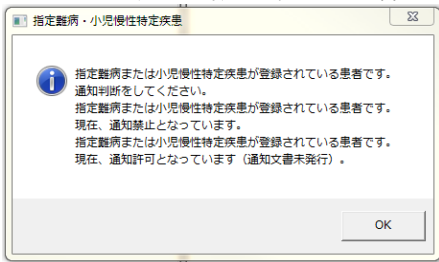 指定難病・小児慢性特定疾患
指定難病または小児慢性特定疾患が登録されている患者です。
通知判断をしてください。
指定難病または小児慢性特定疾患が登録されている患者です。
現在、通知禁止となっています。
指定難病または小児慢性特定疾患が登録されている患者です。
現在、通知許可となっています（通知文書未発行）。
OK